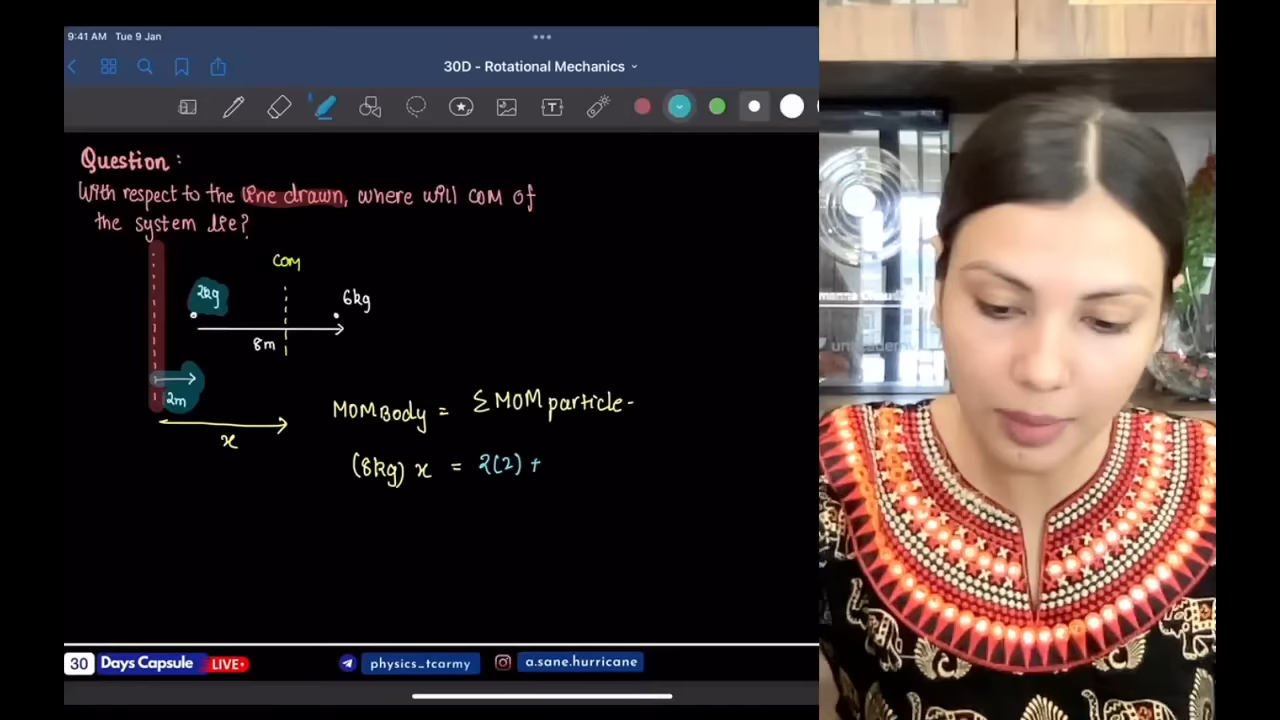 9:41 AM Tue 9 Jan
30D - Rotational Mechanics
Question:
With respect to the line drawn, where will COM of
the system lie?
COM
2kg
6kg
8m
2m
x
MOM Body = Σ MOM particle
(8kg) x = 2(2) +
30 Days Capsule LIVE
physics_tcarmy
a.sane.hurricane